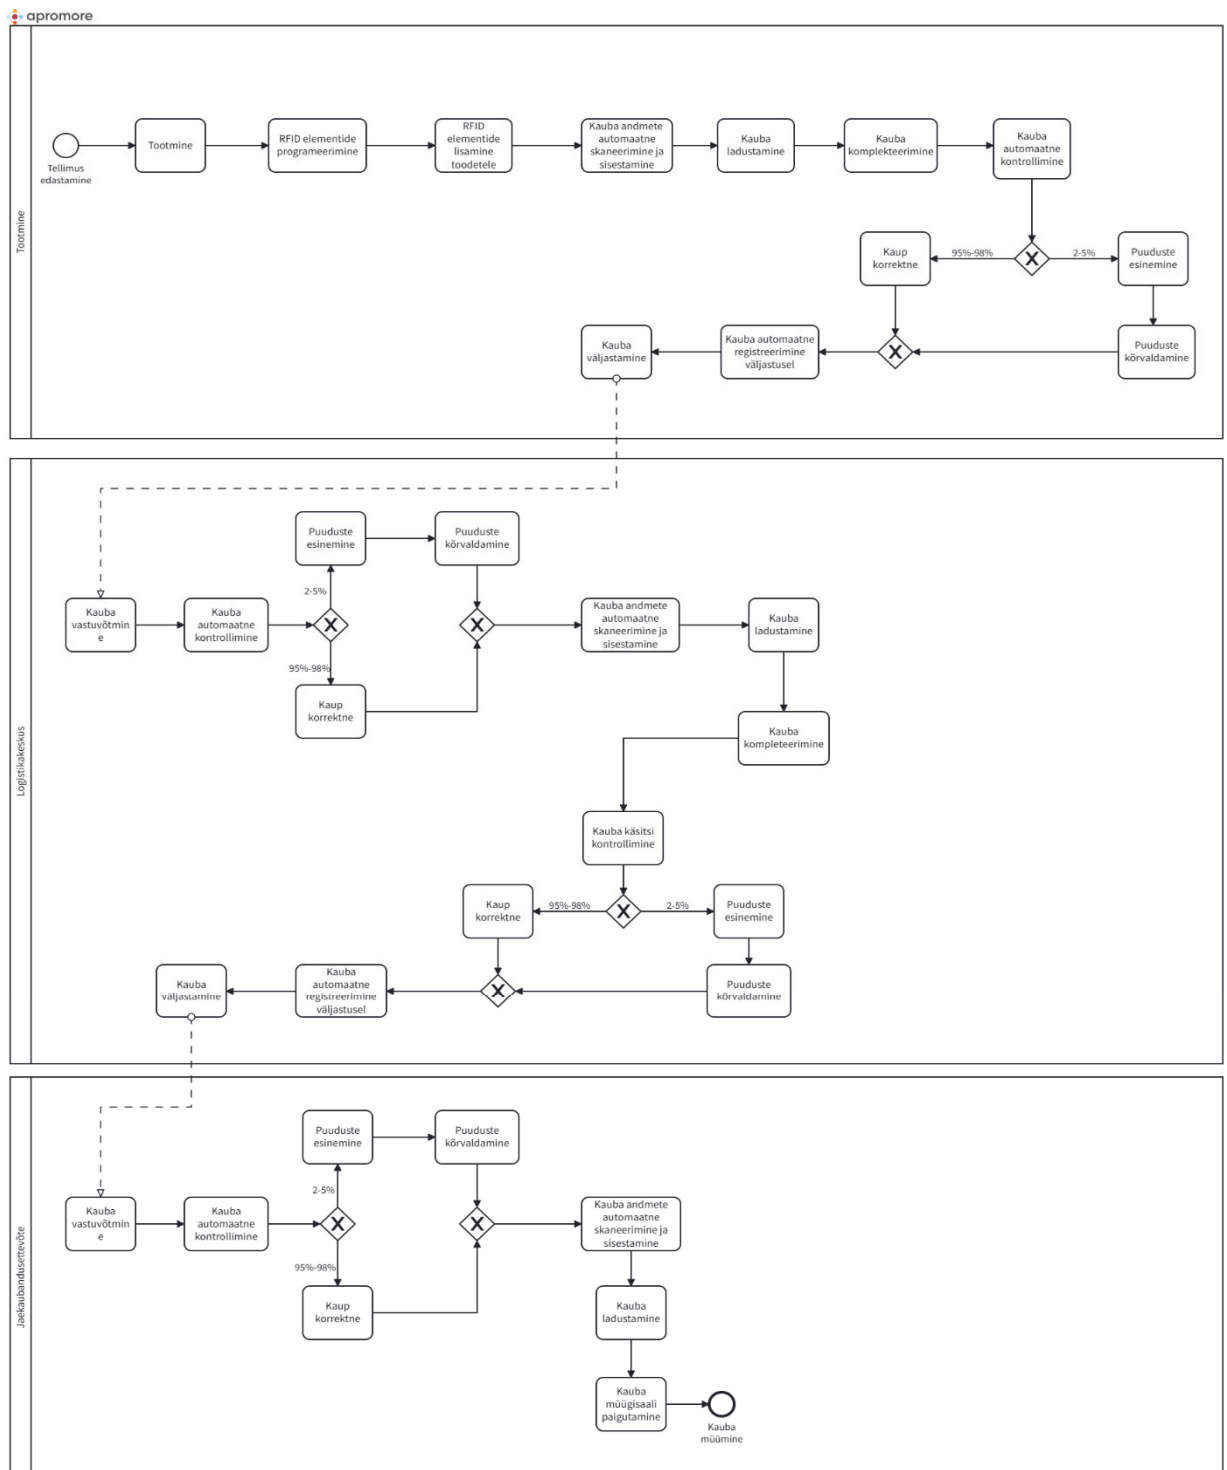 apromore
Tootmine
Tellimus
edastamine
Tootmine
RFID elementide
programeerimine
RFID
elementide
lisamine
toodetele
Kauba andmete
automaatne
skaneerimine ja
sisestamine
Kauba
ladustamine
Kauba
komplekteerimine
Kauba
automaatne
kontrollimine
Kaup
korrektne
95%-98%
X
2-5%
Puuduste
esinemine
Kauba
väljastamine
Kauba automaatne
registreerimine
väljastusel
X
Puuduste
kõrvaldamine
Logistikakeskus
Puuduste
esinemine
Puuduste
kõrvaldamine
2-5%
Kauba
vastuvõtmin
e
Kauba
automaatne
kontrollimine
X
X
Kauba andmete
automaatne
skaneerimine ja
sisestamine
Kauba
ladustamine
95%-98%
Kaup
korrektne
Kauba
kompleteerimine
Kauba käsitsi
kontrollimine
Kaup
korrektne
95%-98%
X
2-5%
Puuduste
esinemine
Kauba
väljastamine
Kauba
automaatne
registreerimine
väljastusel
X
Puuduste
kõrvaldamine
Jaekaubandusettevõte
Puuduste
esinemine
Puuduste
kõrvaldamine
2-5%
Kauba
vastuvõtmin
e
Kauba
automaatne
kontrollimine
X
X
Kauba andmete
automaatne
skaneerimine ja
sisestamine
95%-98%
Kaup
korrektne
Kauba
ladustamine
Kauba
müügisaali
paigutamine
Kauba
müümine